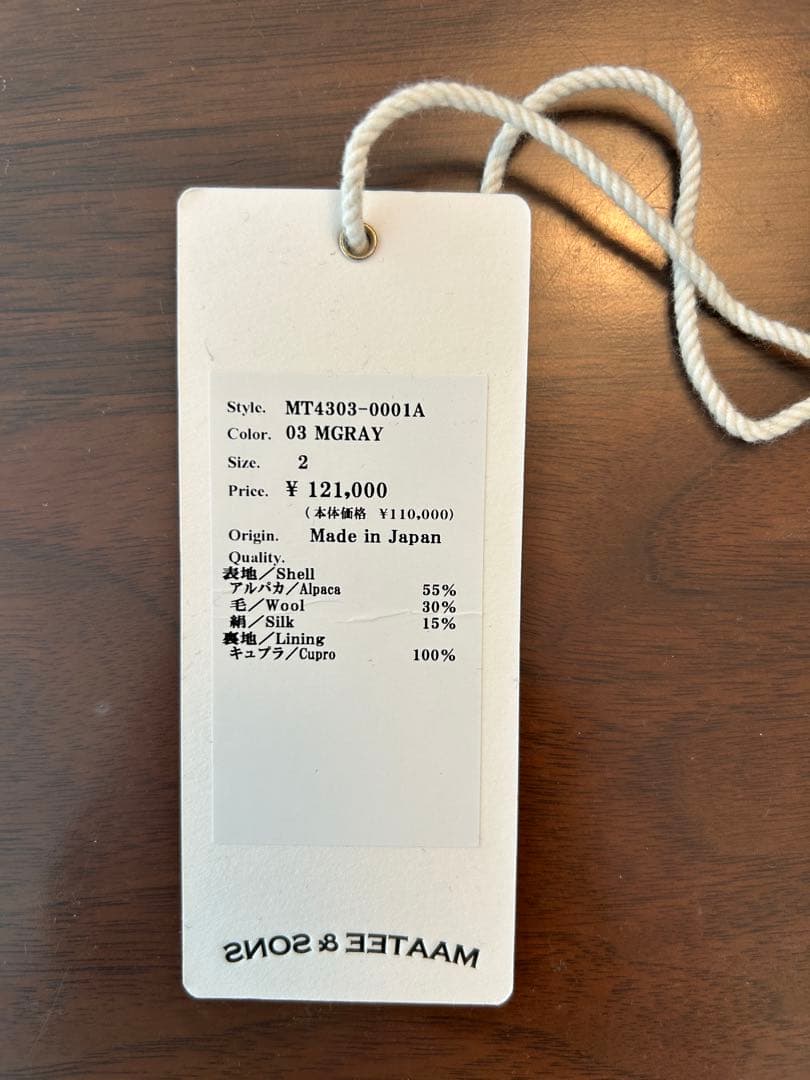 Style. MT4303-0001A
Color. 03 MGRAY
Size. 2
Price. ¥ 121,000
(本体価格 ¥110,000)
Origin. Made in Japan
Quality.
表地/Shell
アルパカ/Alpaca 55%
毛/Wool 30%
絹/Silk 15%
裏地/Lining
キュプラ/Cupro 100%
MAATEE & SONS